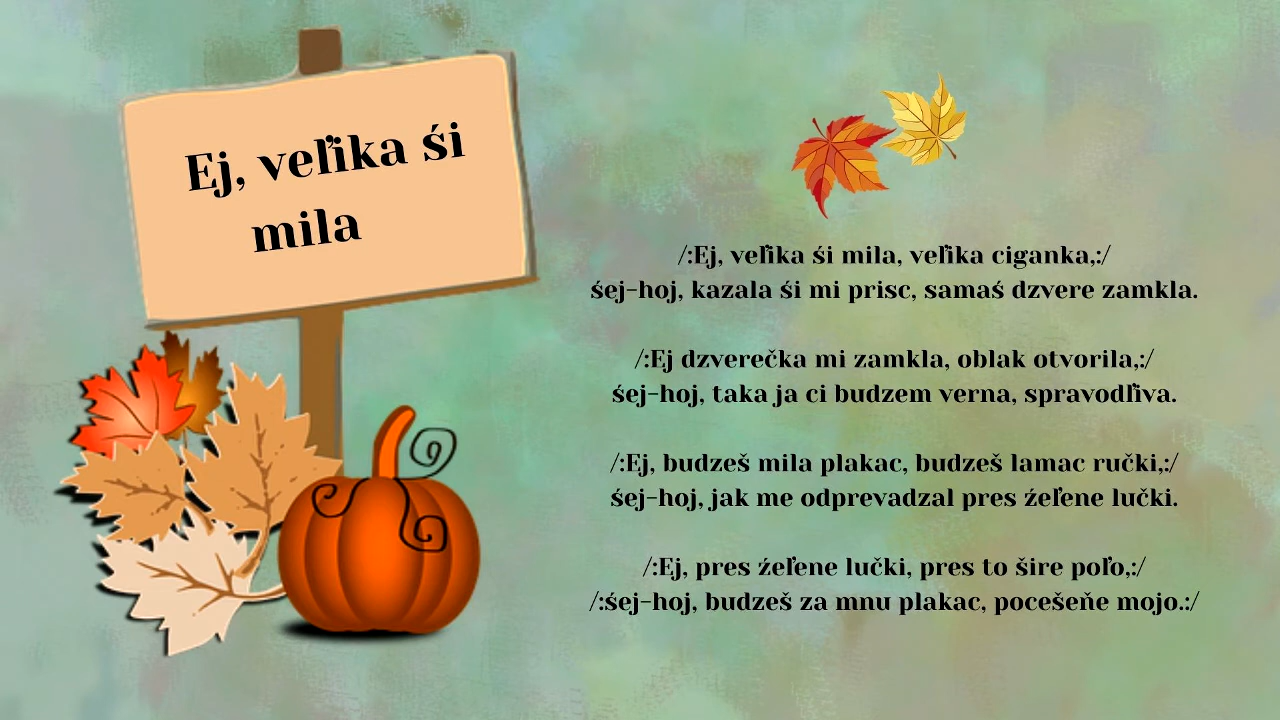 Ej, veľika śi
mila
/:Ej, veľika śi mila, veľika ciganka,:/
śej-hoj, kazala śi mi prisc, samaś dzvere zamkla.
/:Ej dzverečka mi zamkla, oblak otvorila,:/
śej-hoj, taka ja ci budzem verna, spravodľiva.
/:Ej, budzeš mila plakac, budzeš lamac ručki,:/
śej-hoj, jak me odprevadzal pres źeľene lučki.
/:Ej, pres źeľene lučki, pres to šire poľo,:/
/:śej-hoj, budzeš za mnu plakac, pocešeňe mojo.:/